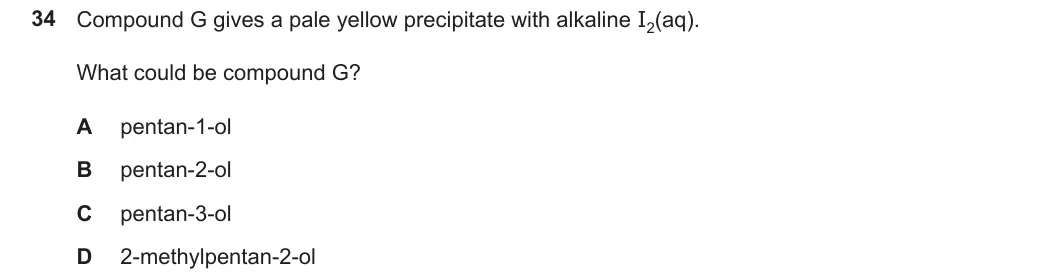 34 Compound G gives a pale yellow precipitate with alkaline I₂(aq).
What could be compound G?
A pentan-1-ol
B pentan-2-ol
C pentan-3-ol
D 2-methylpentan-2-ol